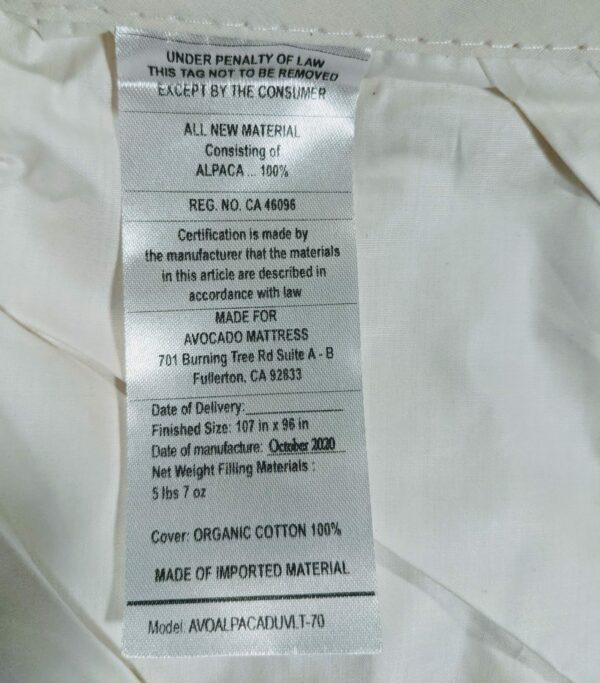 UNDER PENALTY OF LAW
THIS TAG NOT TO BE REMOVED
EXCEPT BY THE CONSUMER
ALL NEW MATERIAL
Consisting of
ALPACA ... 100%
REG. NO. CA 46096
Certification is made by
the manufacturer that the materials
in this article are described in
accordance with law
MADE FOR
AVOCADO MATTRESS
701 Burning Tree Rd Suite A - B
Fullerton, CA 92833
Date of Delivery:
Finished Size: 107 in x 96 in
Date of manufacture: October 2020
Net Weight Filling Materials :
5 lbs 7 oz
Cover: ORGANIC COTTON 100%
MADE OF IMPORTED MATERIAL
Model: AVOALPACADUVLT-70